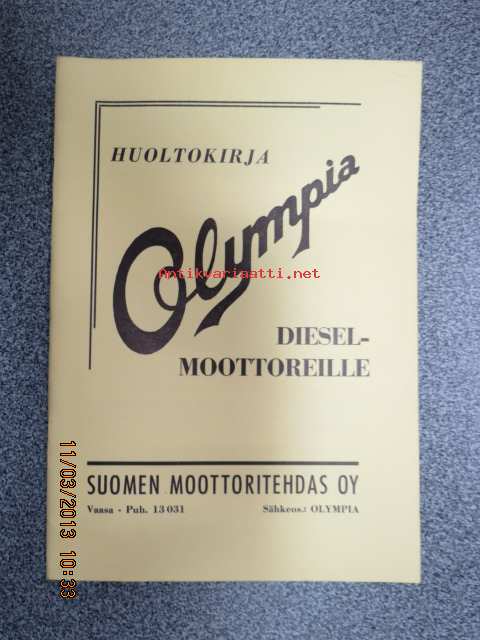 HUOLTOKIRJA
Olympia
Antikvariaatti.net
DIESEL-
MOOTTOREILLE
SUOMEN MOOTTORITEHDAS OY
Vaasa - Puh. 13 031 Sähkeos.: OLYMPIA
11/03/2013 10:33